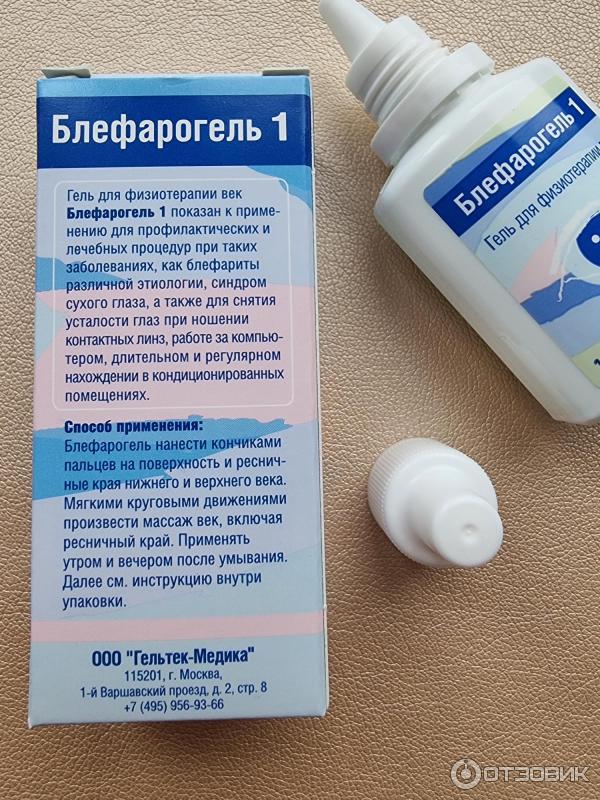 Блефарогель 1
Гель для физиотерапии век
Блефарогель 1 показан к приме-
нению для профилактических и
лечебных процедур при таких
заболеваниях, как блефариты
различной этиологии, синдром
сухого глаза, а также для снятия
усталости глаз при ношении
контактных линз, работе за компью-
тером, длительном и регулярном
нахождении в кондиционированных
помещениях.
Способ применения:
Блефарогель нанести кончиками
пальцев на поверхность и реснич-
ные края нижнего и верхнего века.
Мягкими круговыми движениями
произвести массаж век, включая
ресничный край. Применять
утром и вечером после умывания.
Далее см. инструкцию внутри
упаковки.
ООО "Гельтек-Медика"
115201, г. Москва,
1-й Варшавский проезд, д. 2, стр. 8
+7 (495) 956-93-66
Блефарогель 1
Гель для физиотерапии
ОТЗОВИК